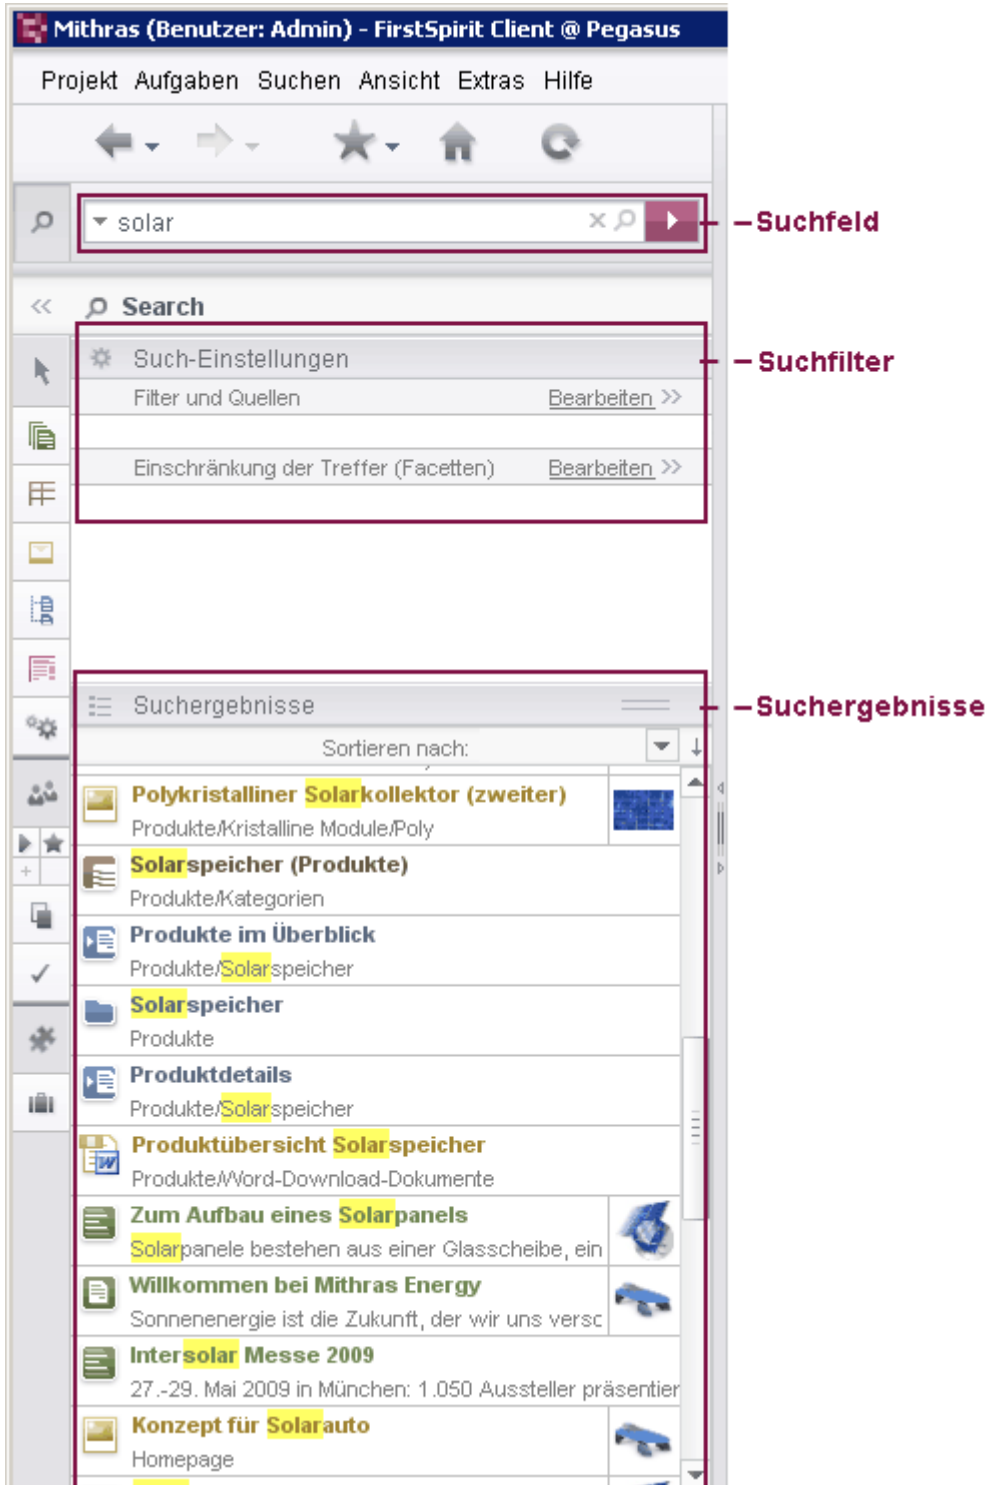 Mithras (Benutzer: Admin) - FirstSpirit Client @ Pegasus
Projekt Aufgaben Suchen Ansicht Extras Hilfe
solar
Suchfeld
Search
Such-Einstellungen
Suchfilter
Filter und Quellen Bearbeiten >>
Einschränkung der Treffer (Facetten) Bearbeiten >>
Suchergebnisse
Suchergebnisse
Sortieren nach:
Polykristalliner Solarkollektor (zweiter)
Produkte/Kristalline Module/Poly
Solarspeicher (Produkte)
Produkte/Kategorien
Produkte im Überblick
Produkte/Solarspeicher
Solarspeicher
Produkte
Produktdetails
Produkte/Solarspeicher
Produktübersicht Solarspeicher
Produkte/Word-Download-Dokumente
Zum Aufbau eines Solarpanels
Solarpanele bestehen aus einer Glasscheibe, ein
Willkommen bei Mithras Energy
Sonnenenergie ist die Zukunft, der wir uns versc
Intersolar Messe 2009
27.-29. Mai 2009 in München: 1.050 Aussteller präsentier
Konzept für Solarauto
Homepage